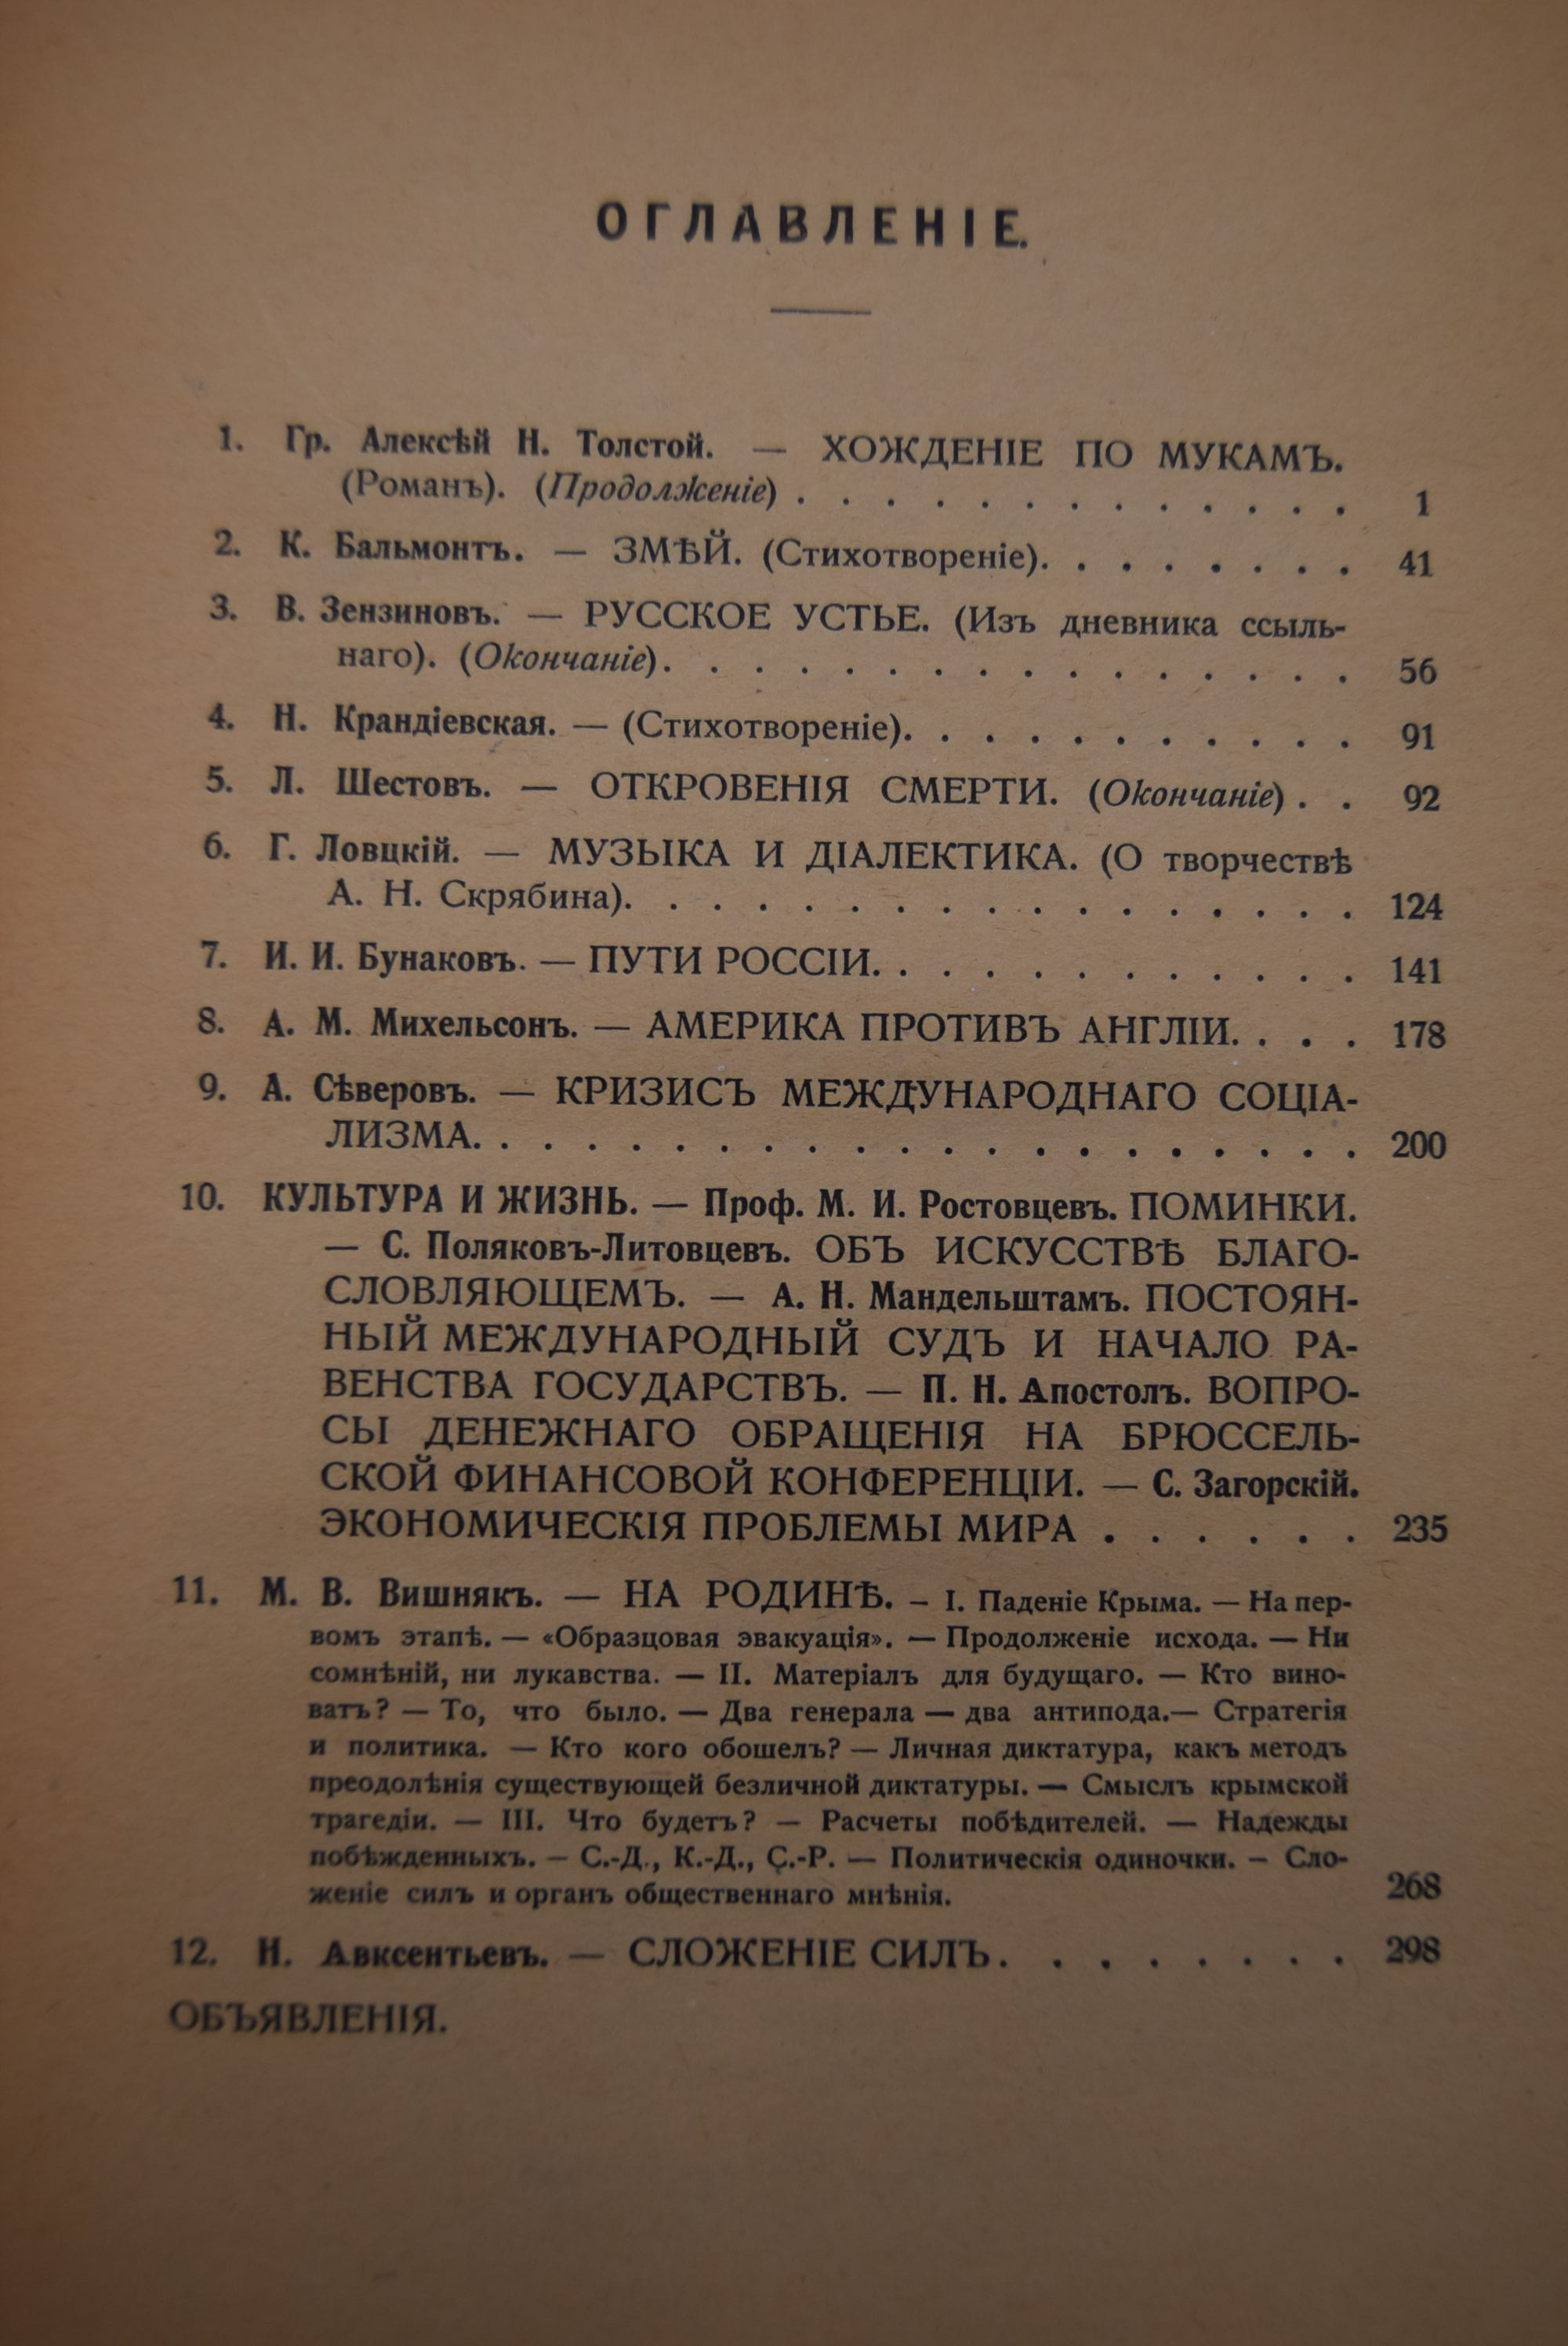 ОГЛАВЛЕНІЕ.
1. Гр. Алексѣй Н. Толстой. — ХОЖДЕНІЕ ПО МУКАМЪ.
(Романъ). (Продолженіе) . . . . . . . . . . . . . 1
2. К. Бальмонтъ. — ЗМѢЙ. (Стихотвореніе). . . . . . . . 41
3. В. Зензиновъ. — РУССКОЕ УСТЬЕ. (Изъ дневника ссыль-
наго). (Окончаніе). . . . . . . . . . . . . . . . 56
4. Н. Крандіевская. — (Стихотвореніе). . . . . . . . . . . 91
5. Л. Шестовъ. — ОТКРОВЕНІЯ СМЕРТИ. (Окончаніе) . . 92
6. Г. Ловцкій. — МУЗЫКА И ДІАЛЕКТИКА. (О творчествѣ
А. Н. Скрябина). . . . . . . . . . . . . . . . . 124
7. И. И. Бунаковъ. — ПУТИ РОССІИ. . . . . . . . . . . . 141
8. А. М. Михельсонъ. — АМЕРИКА ПРОТИВЪ АНГЛІИ. . . . 178
9. А. Сѣверовъ. — КРИЗИСЪ МЕЖДУНАРОДНАГО СОЦІА-
ЛИЗМА. . . . . . . . . . . . . . . . . . . . . 200
10. КУЛЬТУРА И ЖИЗНЬ. — Проф. М. И. Ростовцевъ. ПОМИНКИ.
— С. Поляковъ-Литовцевъ. ОБЪ ИСКУССТВѢ БЛАГО-
СЛОВЛЯЮЩЕМЪ. — А. Н. Мандельштамъ. ПОСТОЯН-
НЫЙ МЕЖДУНАРОДНЫЙ СУДЪ И НАЧАЛО РА-
ВЕНСТВА ГОСУДАРСТВЪ. — П. Н. Апостолъ. ВОПРО-
СЫ ДЕНЕЖНАГО ОБРАЩЕНІЯ НА БРЮССЕЛЬ-
СКОЙ ФИНАНСОВОЙ КОНФЕРЕНЦІИ. — С. Загорскій.
ЭКОНОМИЧЕСКІЯ ПРОБЛЕМЫ МИРА . . . . . . 235
11. М. В. Вишнякъ. — НА РОДИНѢ. – I. Паденіе Крыма. — На пер-
вомъ этапѣ. — «Образцовая эвакуація». — Продолженіе исхода. — Ни
сомнѣній, ни лукавства. — II. Матеріалъ для будущаго. — Кто вино-
ватъ? — То, что было. — Два генерала — два антипода.— Стратегія
и политика. — Кто кого обошелъ? — Личная диктатура, какъ методъ
преодолѣнія существующей безличной диктатуры. — Смыслъ крымской
трагедіи. — III. Что будетъ? — Расчеты побѣдителей. — Надежды
побѣжденныхъ. – С.-Д., К.-Д., С.-Р. — Политическія одиночки. – Сло-
женіе силъ и органъ общественнаго мнѣнія. 268
12. Н. Авксентьевъ. — СЛОЖЕНІЕ СИЛЪ. . . . . . . . 298
ОБЪЯВЛЕНІЯ.